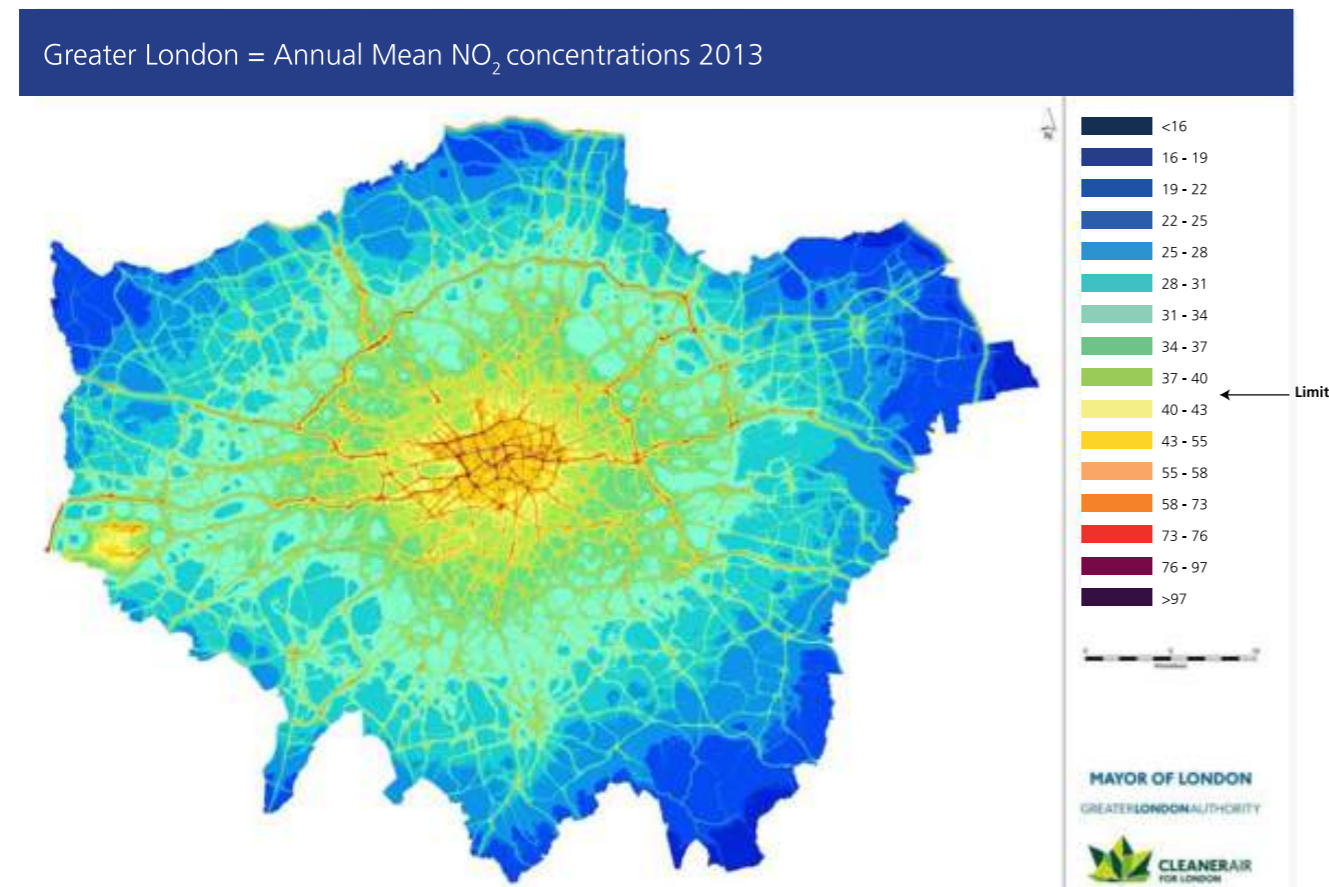 Greater London = Annual Mean NO₂ concentrations 2013
N
<16
16 - 19
19 - 22
22 - 25
25 - 28
28 - 31
31 - 34
34 - 37
37 - 40
Limit
40 - 43
43 - 55
55 - 58
58 - 73
73 - 76
76 - 97
>97
MAYOR OF LONDON
GREATERLONDONAUTHORITY
CLEANERAIR
FOR LONDON